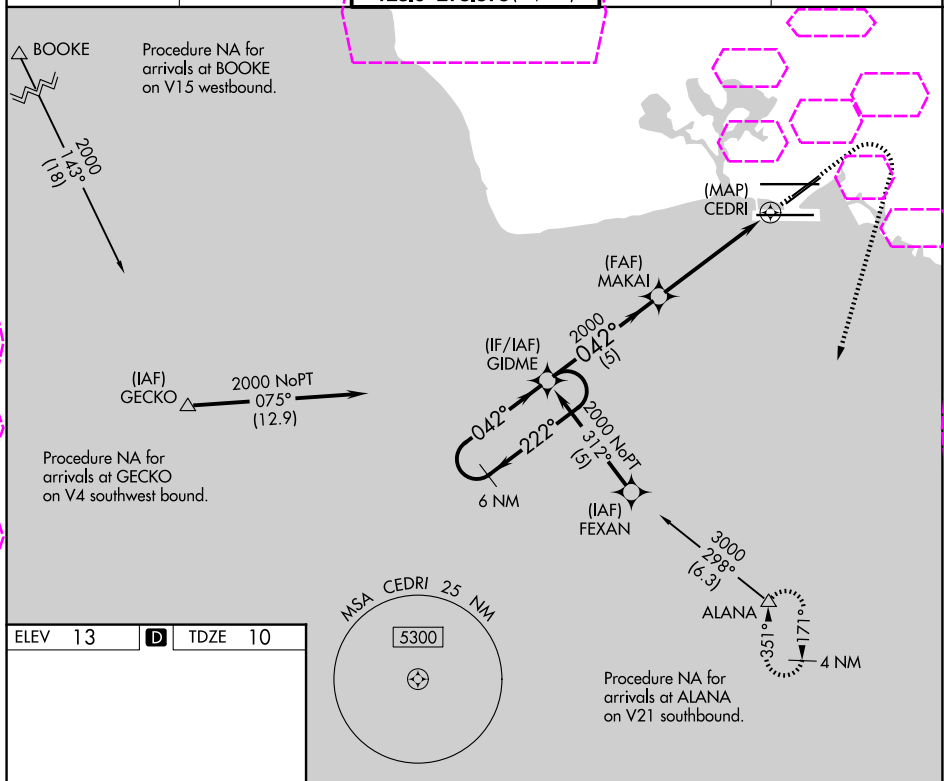 BOOKE
Procedure NA for
arrivals at BOOKE
on V15 westbound.
2000
143°
(18)
(MAP)
CEDRI
(FAF)
MAKAI
2000
042°
(5)
(IF/IAF)
GIDME
(IAF)
GECKO
2000 NoPT
075°
(12.9)
042°
222°
6 NM
2000 NoPT
312°
(5)
(IAF)
FEXAN
Procedure NA for
arrivals at GECKO
on V4 southwest bound.
3000
298°
(6.3)
ALANA
351°
171°
4 NM
MSA CEDRI 25 NM
5300
ELEV 13 D TDZE 10
Procedure NA for
arrivals at ALANA
on V21 southbound.